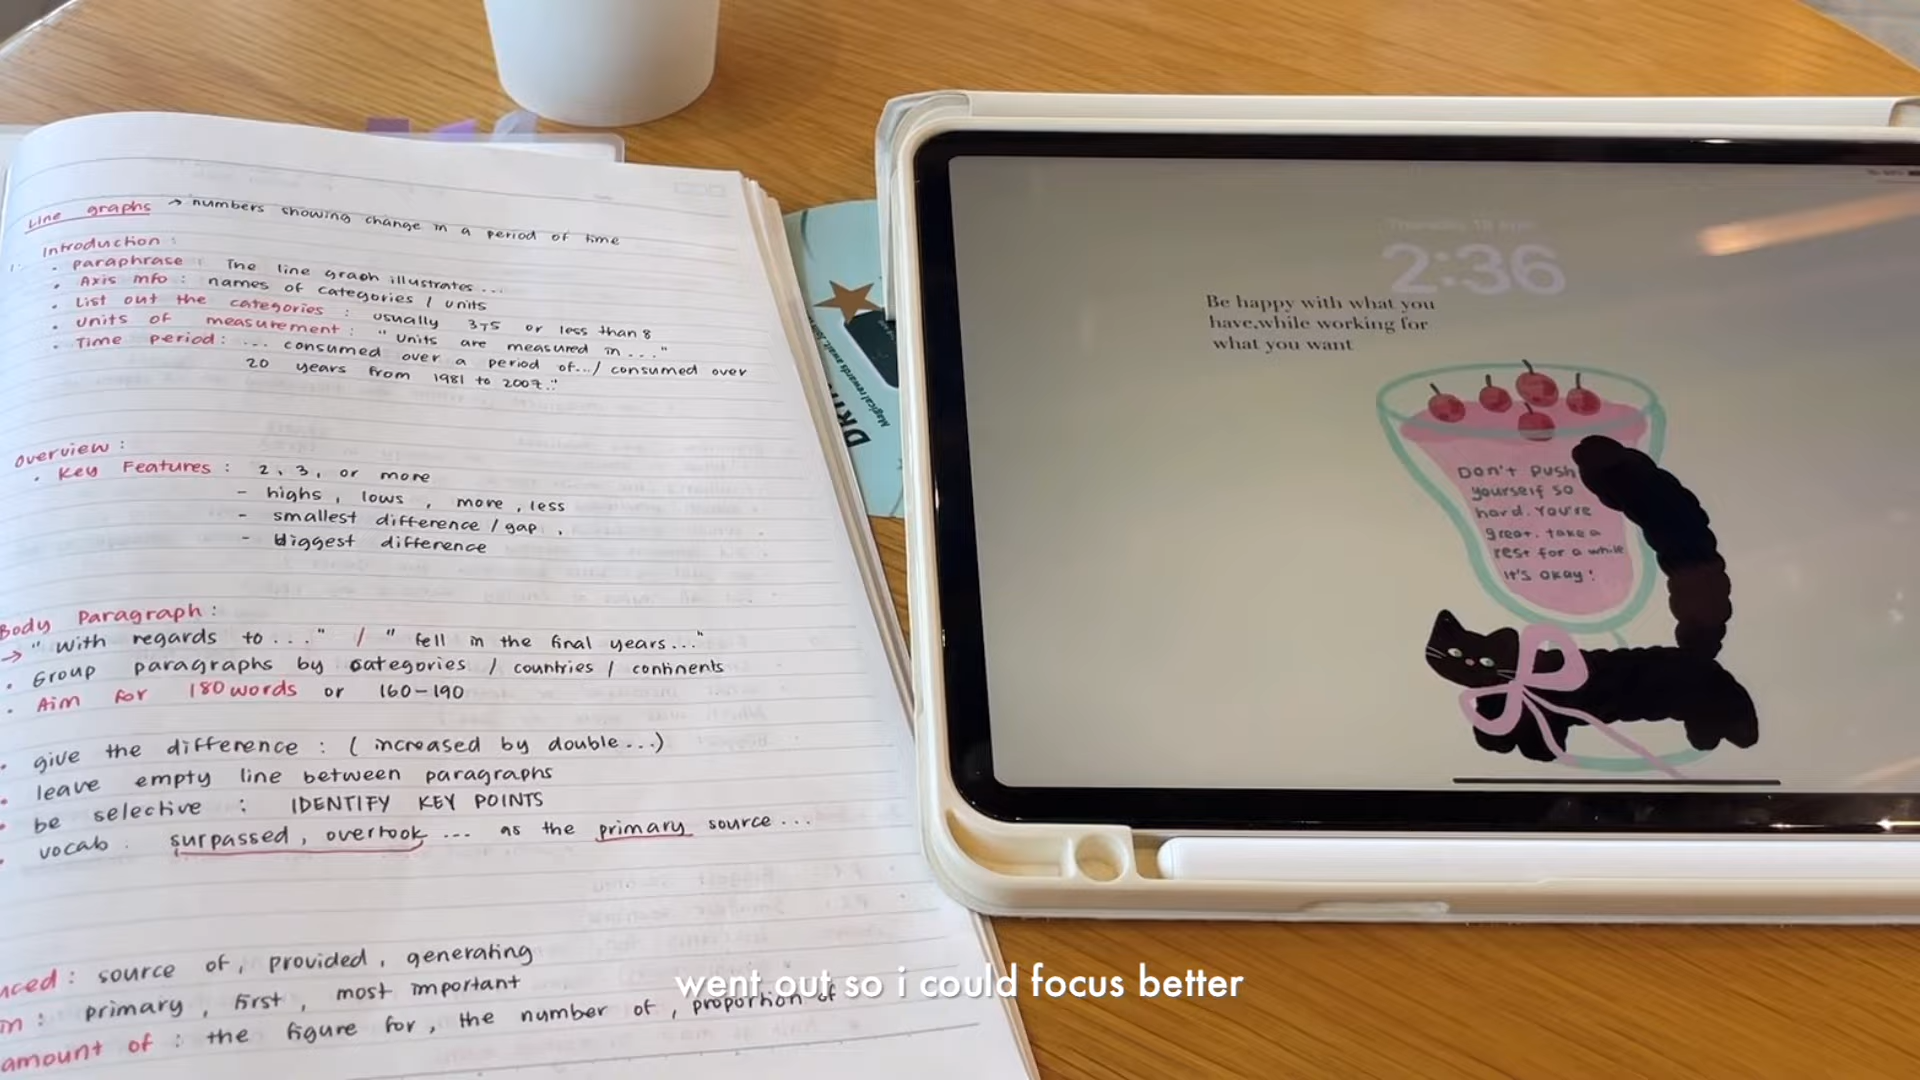 Line graphs → numbers showing change in a period of time
1. Introduction :
• paraphrase : The line graph illustrates ...
• Axis info : names of categories / units
• List out the categories : usually 3-5 or less than 8
• units of measurement : "units are measured in ..."
• Time period : ... consumed over a period of.../ consumed over
20 years from 1981 to 2007."
overview :
• Key Features : 2, 3, or more
- highs , lows , more , less
- smallest difference / gap ,
- Biggest difference
Body Paragraph :
→ "with regards to ..." / "fell in the final years..."
• Group paragraphs by categories / countries / continents
• Aim for 180 words or 160-190
• give the difference : ( increased by double ...)
• leave empty line between paragraphs
• be selective : IDENTIFY KEY POINTS
• vocab : surpassed , overtook ... as the primary source ...
: source of , provided , generating
: primary , first , most important
amount of : the figure for , the number of , proportion of
Magical rewards await.
2:36
Be happy with what you
have,while working for
what you want
Don't push
yourself so
hard. You're
great. take a
rest for a while
it's okay!
went out so i could focus better